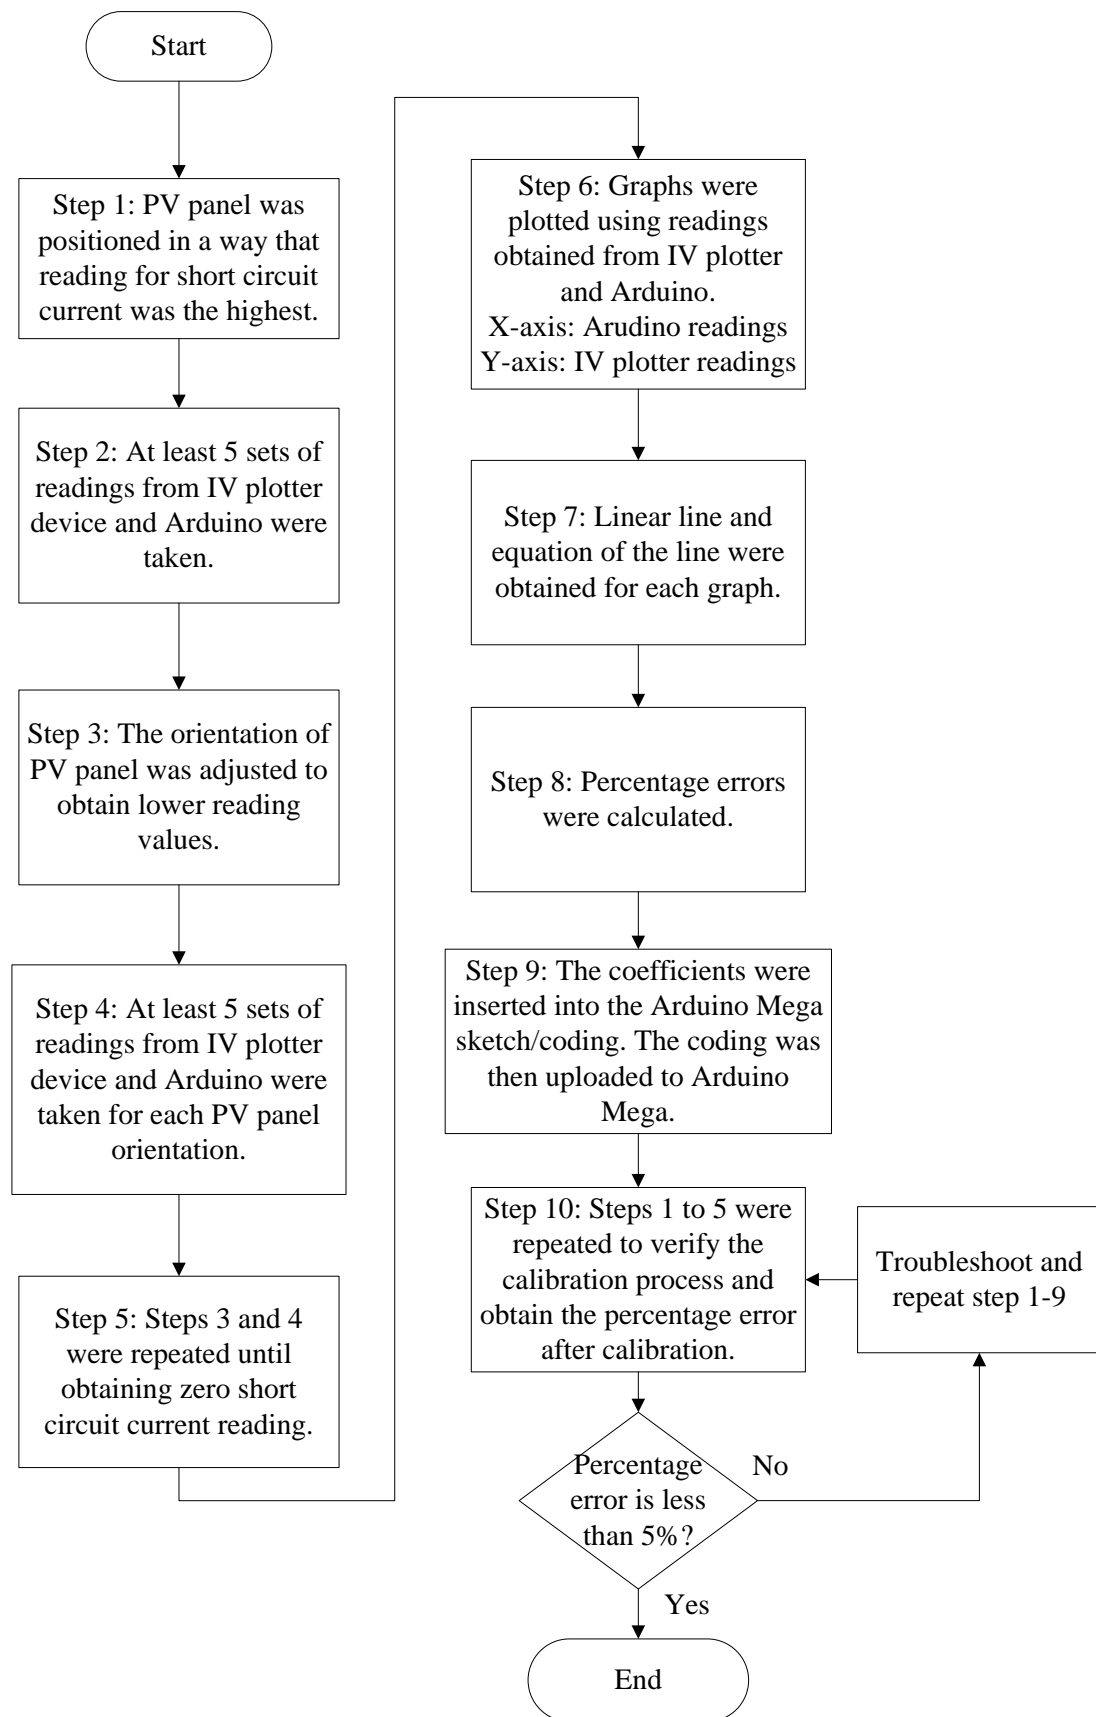 Start
Step 1: PV panel was
positioned in a way that
reading for short circuit
current was the highest.
Step 2: At least 5 sets of
readings from IV plotter
device and Arduino were
taken.
Step 3: The orientation of
PV panel was adjusted to
obtain lower reading
values.
Step 4: At least 5 sets of
readings from IV plotter
device and Arduino were
taken for each PV panel
orientation.
Step 5: Steps 3 and 4
were repeated until
obtaining zero short
circuit current reading.
Step 6: Graphs were
plotted using readings
obtained from IV plotter
and Arduino.
X-axis: Arudino readings
Y-axis: IV plotter readings
Step 7: Linear line and
equation of the line were
obtained for each graph.
Step 8: Percentage errors
were calculated.
Step 9: The coefficients were
inserted into the Arduino Mega
sketch/coding. The coding was
then uploaded to Arduino
Mega.
Step 10: Steps 1 to 5 were
repeated to verify the
calibration process and
obtain the percentage error
after calibration.
Troubleshoot and
repeat step 1-9
Percentage
error is less
than 5%?
No
Yes
End